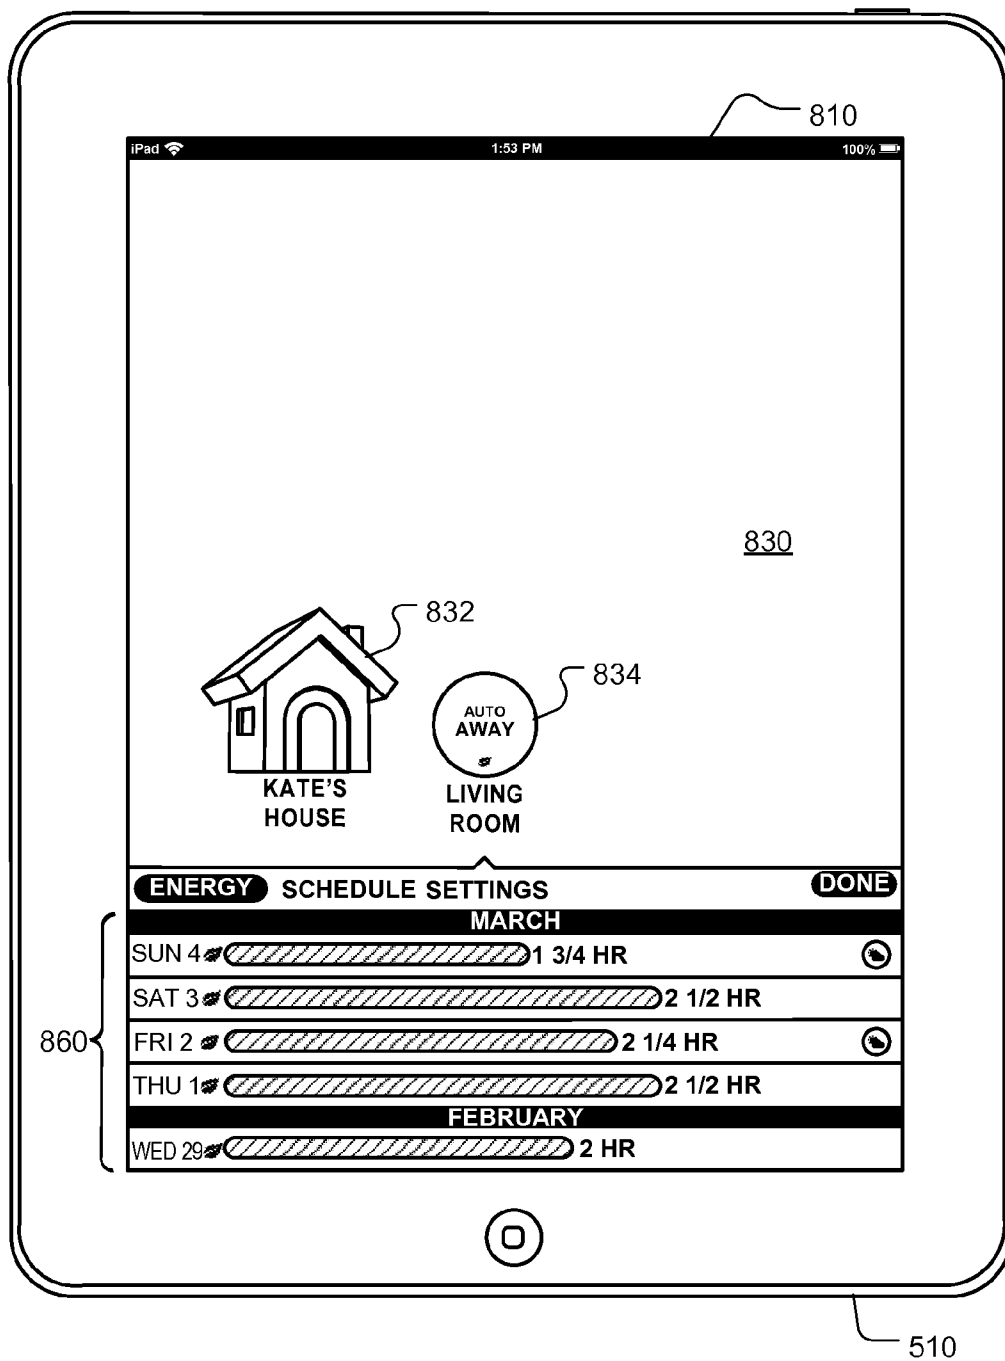 810
iPad 1:53 PM 100%
830
832
834
AUTO
AWAY
KATE'S
HOUSE
LIVING
ROOM
ENERGY SCHEDULE SETTINGS DONE
MARCH
SUN 4 1 3/4 HR
SAT 3 2 1/2 HR
860
FRI 2 2 1/4 HR
THU 1 2 1/2 HR
FEBRUARY
WED 29 2 HR
510